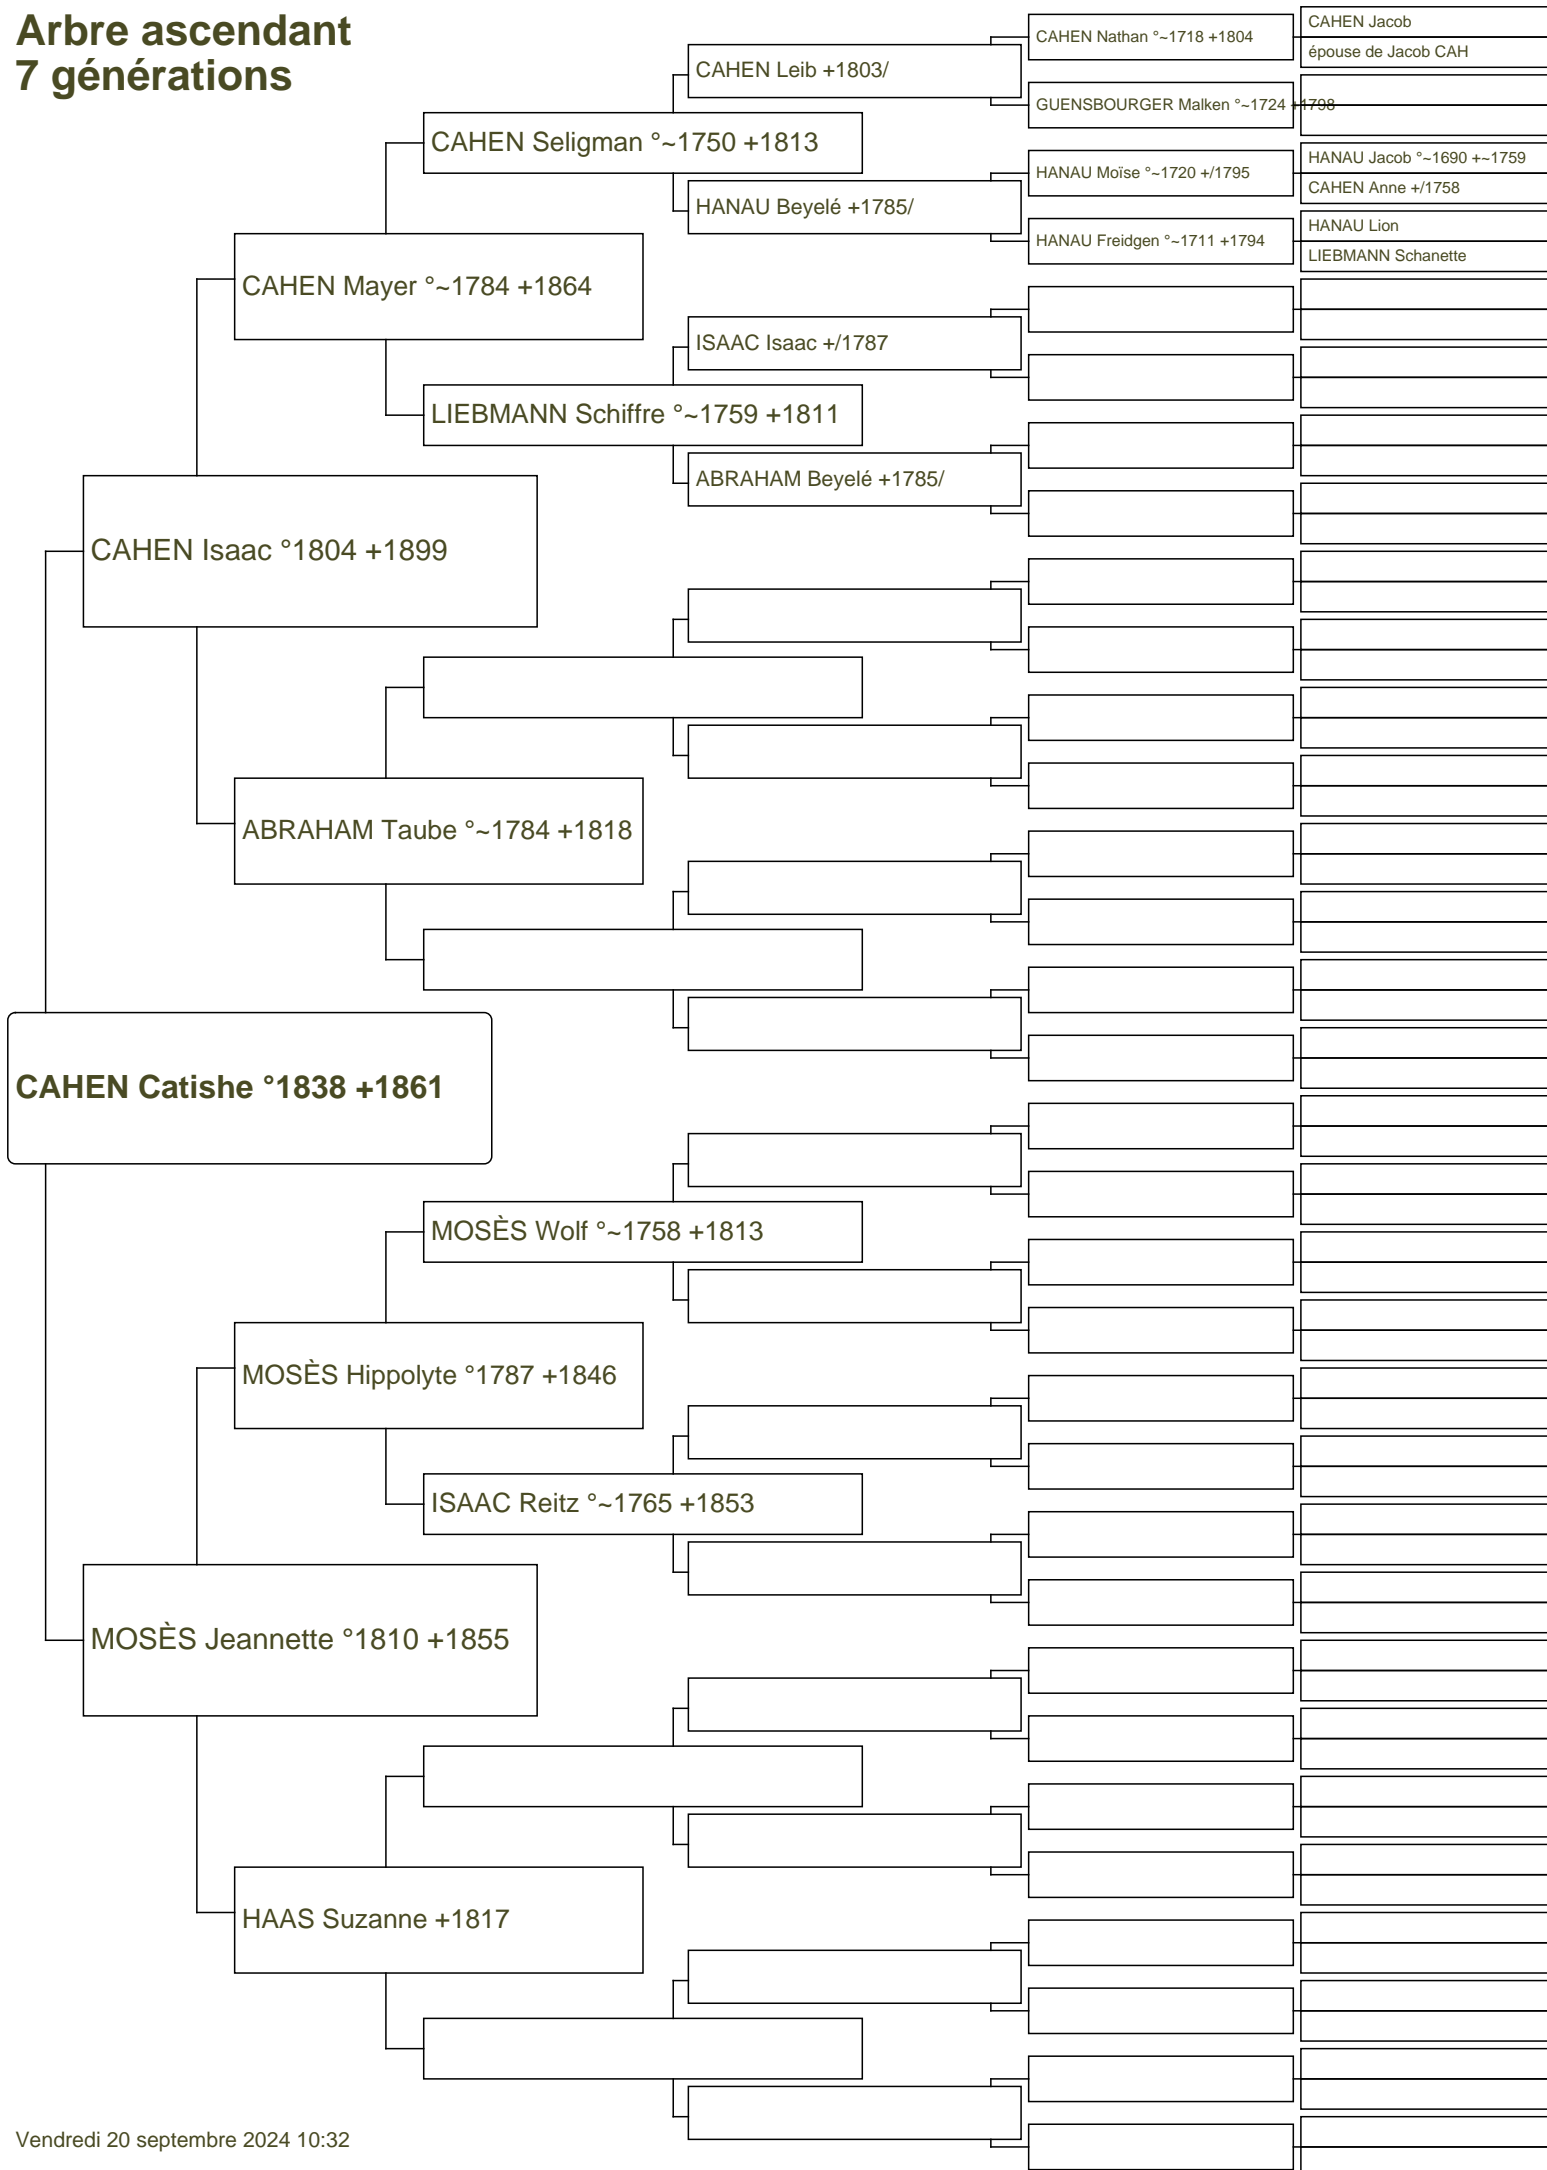 Arbre ascendant
7 générations
CAHEN Jacob
CAHEN Nathan °~1718 +1804
épouse de Jacob CAH
CAHEN Leib +1803/
GUENSBOURGER Malken °~1724 +1798
CAHEN Seligman °~1750 +1813
HANAU Jacob °~1690 +~1759
HANAU Moïse °~1720 +/1795
CAHEN Anne +/1758
HANAU Beyelé +1785/
HANAU Lion
HANAU Freidgen °~1711 +1794
LIEBMANN Schanette
CAHEN Mayer °~1784 +1864
ISAAC Isaac +/1787
LIEBMANN Schiffre °~1759 +1811
ABRAHAM Beyelé +1785/
CAHEN Isaac °1804 +1899
ABRAHAM Taube °~1784 +1818
CAHEN Catishe °1838 +1861
MOSÈS Wolf °~1758 +1813
MOSÈS Hippolyte °1787 +1846
ISAAC Reitz °~1765 +1853
MOSÈS Jeannette °1810 +1855
HAAS Suzanne +1817
Vendredi 20 septembre 2024 10:32